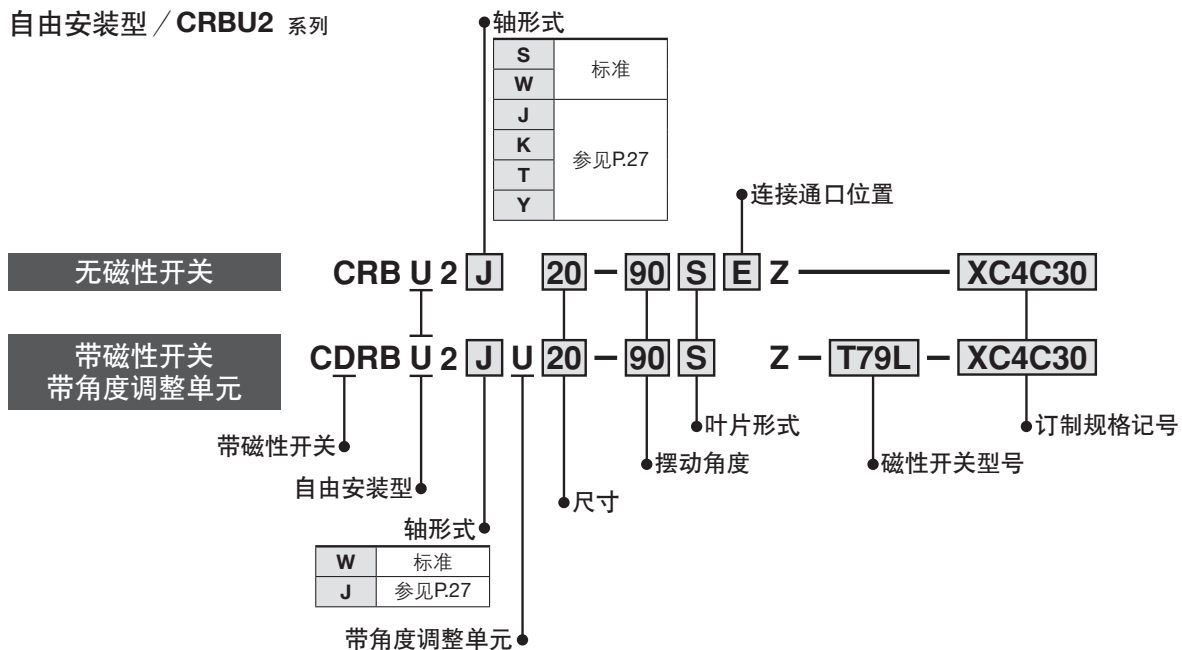 自由安装型／CRBU2 系列
轴形式
S 标准
W
J 参见P.27
K
T
Y
连接通口位置
无磁性开关 CRB U 2 J 20 - 90 S E Z XC4C30
带磁性开关
带角度调整单元
CDRB U 2 J U 20 - 90 S Z - T79L - XC4C30
带磁性开关
自由安装型
轴形式
W 标准
J 参见P.27
带角度调整单元
尺寸
摆动角度
叶片形式
磁性开关型号
订制规格记号